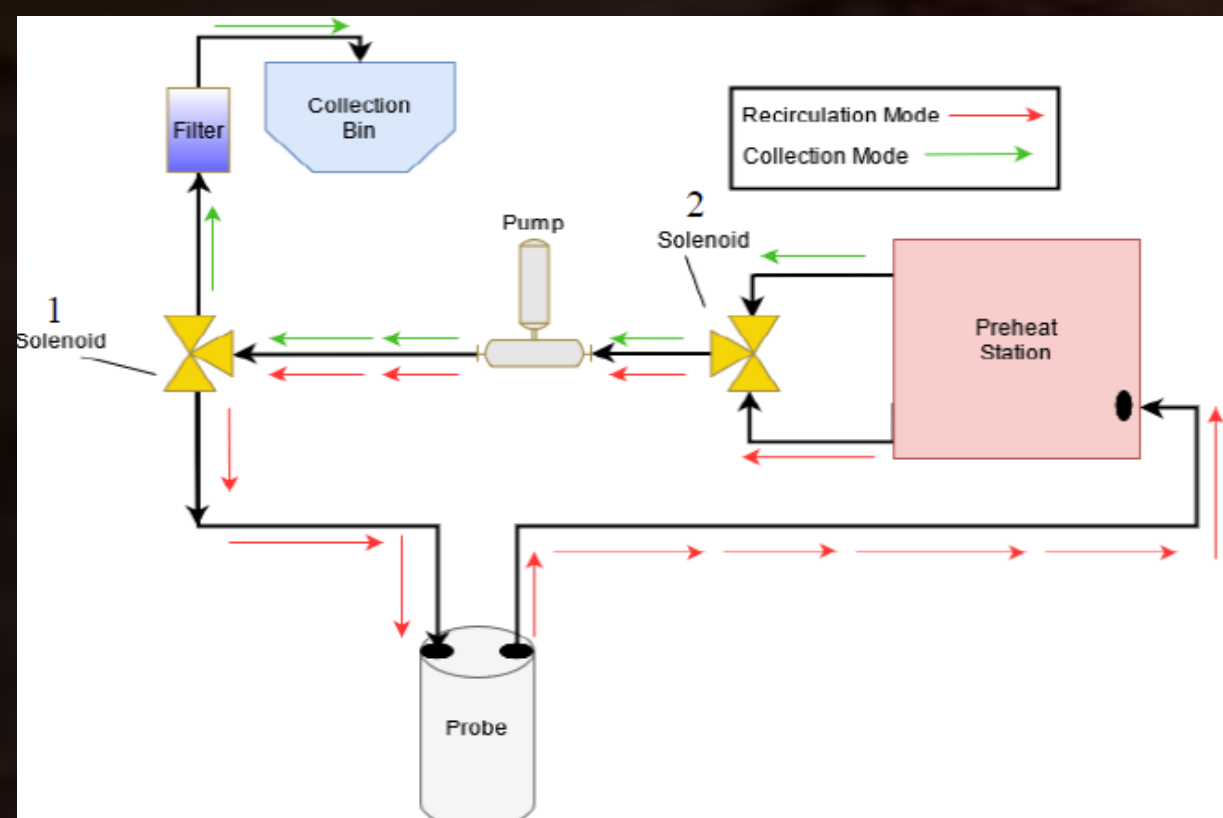 Filter
Collection
Bin
Recirculation Mode
Collection Mode
Pump
2
Solenoid
1
Solenoid
Preheat
Station
Probe